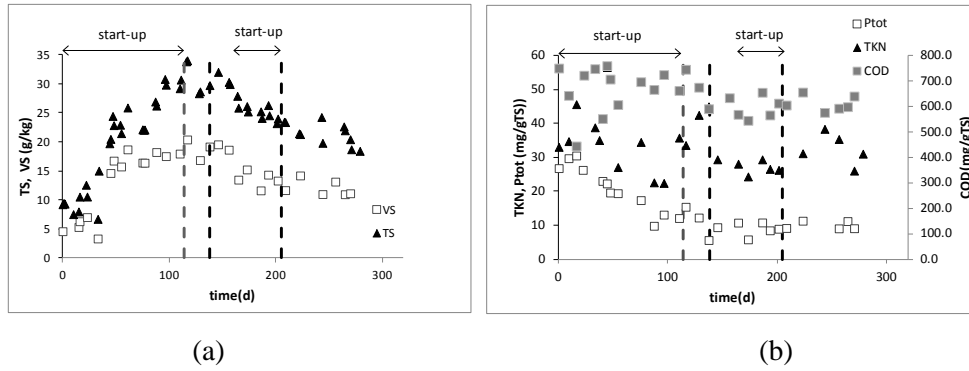 start-up
start-up
40
35
30
25
20
15
10
5
0
TS, VS (g/kg)
VS
TS
0
100
200
300
time(d)
(a)
start-up
start-up
60
50
40
30
20
10
0
TKN, Ptot (mg/gTS))
Ptot
TKN
COD
800.0
700.0
600.0
500.0
400.0
300.0
200.0
100.0
0.0
COD(mg/gTS)
0
100
200
300
time(d)
(b)